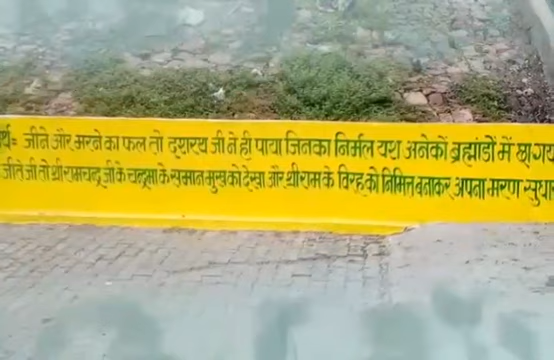 र्थ= जीने और मरने का फल तो दशरथ जी ने ही पाया जिनका निर्मल यश अनेकों ब्रह्मांडों में छा गया
जीते जी तो श्री रामचन्द्र जी के चन्द्रमा के समान मुख को देखा और श्री राम के विरह को निमित्त बनाकर अपना मरण सुधा